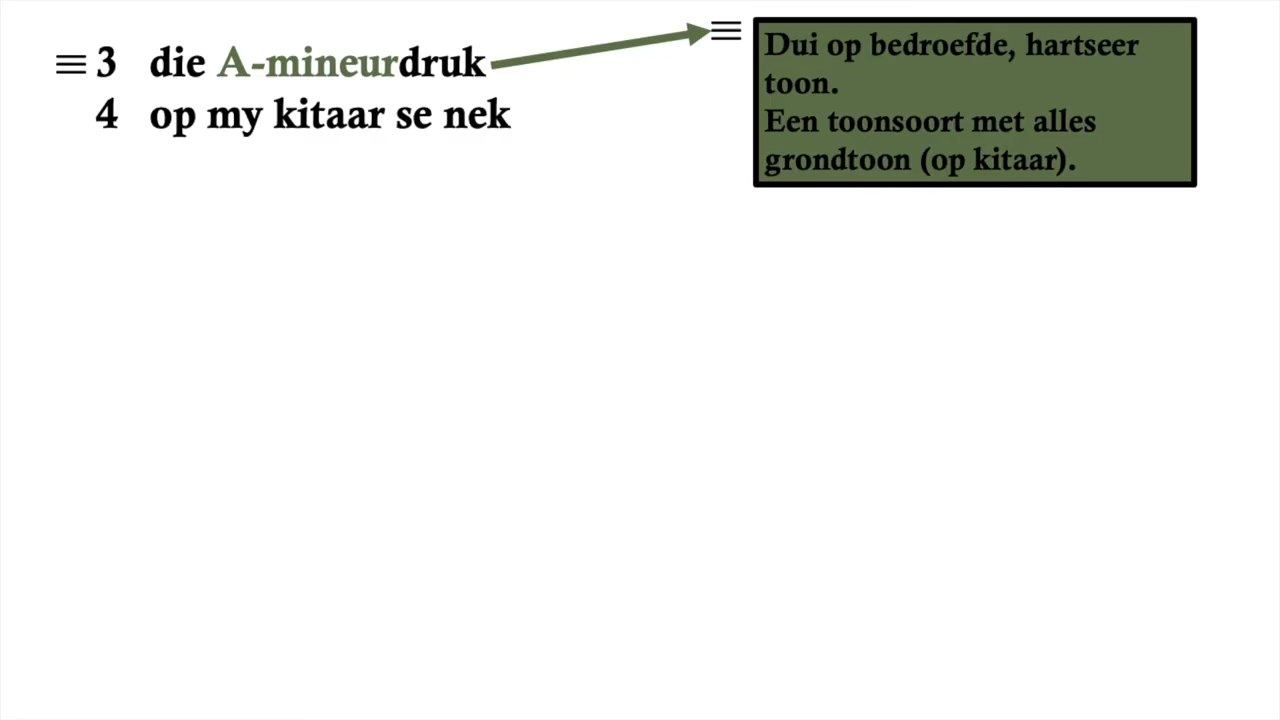 3 die A-mineurdruk
4 op my kitaar se nek
Dui op bedroefde, hartseer
toon.
Een toonsoort met alles
grondtoon (op kitaar).